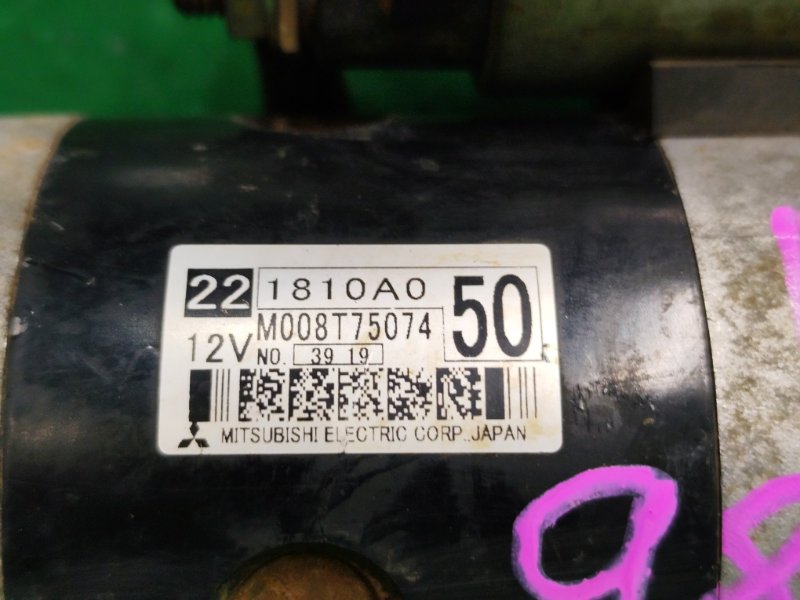 22 1810A0 50
12V M008T75074
NO. 39 19
MITSUBISHI ELECTRIC CORP. JAPAN